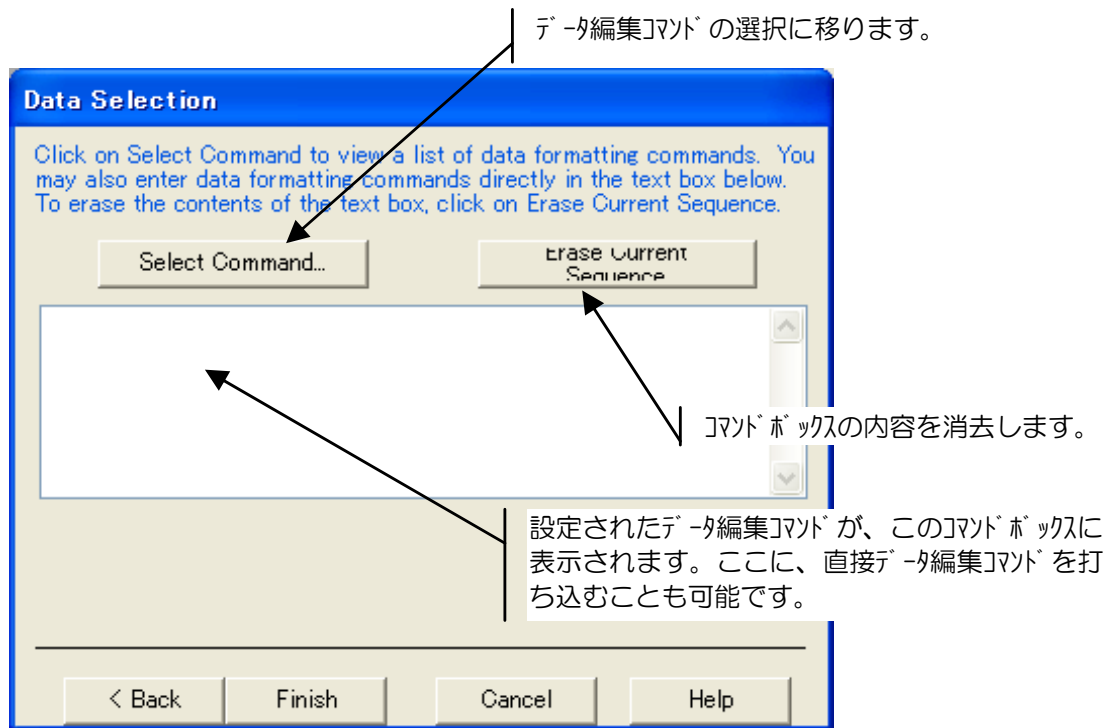 ﾃﾞｰﾀ編集ｺﾏﾝﾄﾞの選択に移ります。
Data Selection
Click on Select Command to view a list of data formatting commands. You
may also enter data formatting commands directly in the text box below.
To erase the contents of the text box, click on Erase Current Sequence.
Select Command...
Erase Current
Sequence
ｺﾏﾝﾄﾞﾎﾞｯｸｽの内容を消去します。
設定されたﾃﾞｰﾀ編集ｺﾏﾝﾄﾞが、このｺﾏﾝﾄﾞﾎﾞｯｸｽに
表示されます。ここに、直接ﾃﾞｰﾀ編集ｺﾏﾝﾄﾞを打
ち込むことも可能です。
< Back
Finish
Cancel
Help